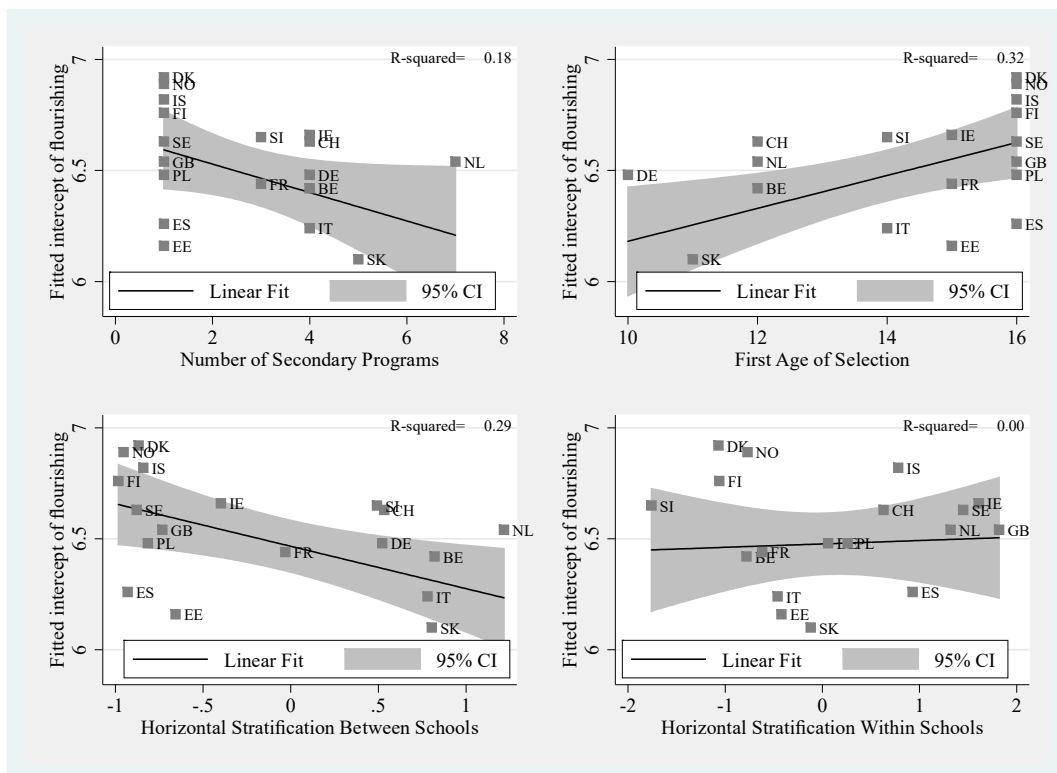 R-squared= 0.18
Fitted intercept of flourishing
7
6.5
6
DK
NO
IS
FI
SE
GB
PL
ES
EE
SI
FR
IE
CH
DE
BE
IT
SK
NL
Linear Fit
95% CI
0 2 4 6 8
Number of Secondary Programs
R-squared= 0.32
Fitted intercept of flourishing
7
6.5
6
DE
SK
CH
NL
BE
SI
IT
IE
FR
EE
DK
NO
IS
FI
SE
GB
PL
ES
Linear Fit
95% CI
10 12 14 16
First Age of Selection
R-squared= 0.29
Fitted intercept of flourishing
7
6.5
6
DK
NO
IS
FI
SE
IE
GB
PL
ES
EE
FR
SI
CH
DE
BE
IT
SK
NL
Linear Fit
95% CI
-1 -.5 0 .5 1
Horizontal Stratification Between Schools
R-squared= 0.00
Fitted intercept of flourishing
7
6.5
6
DK
NO
FI
SI
IS
CH
IE
SE
NL
GB
PL
BE
FR
IT
EE
SK
ES
Linear Fit
95% CI
-2 -1 0 1 2
Horizontal Stratification Within Schools